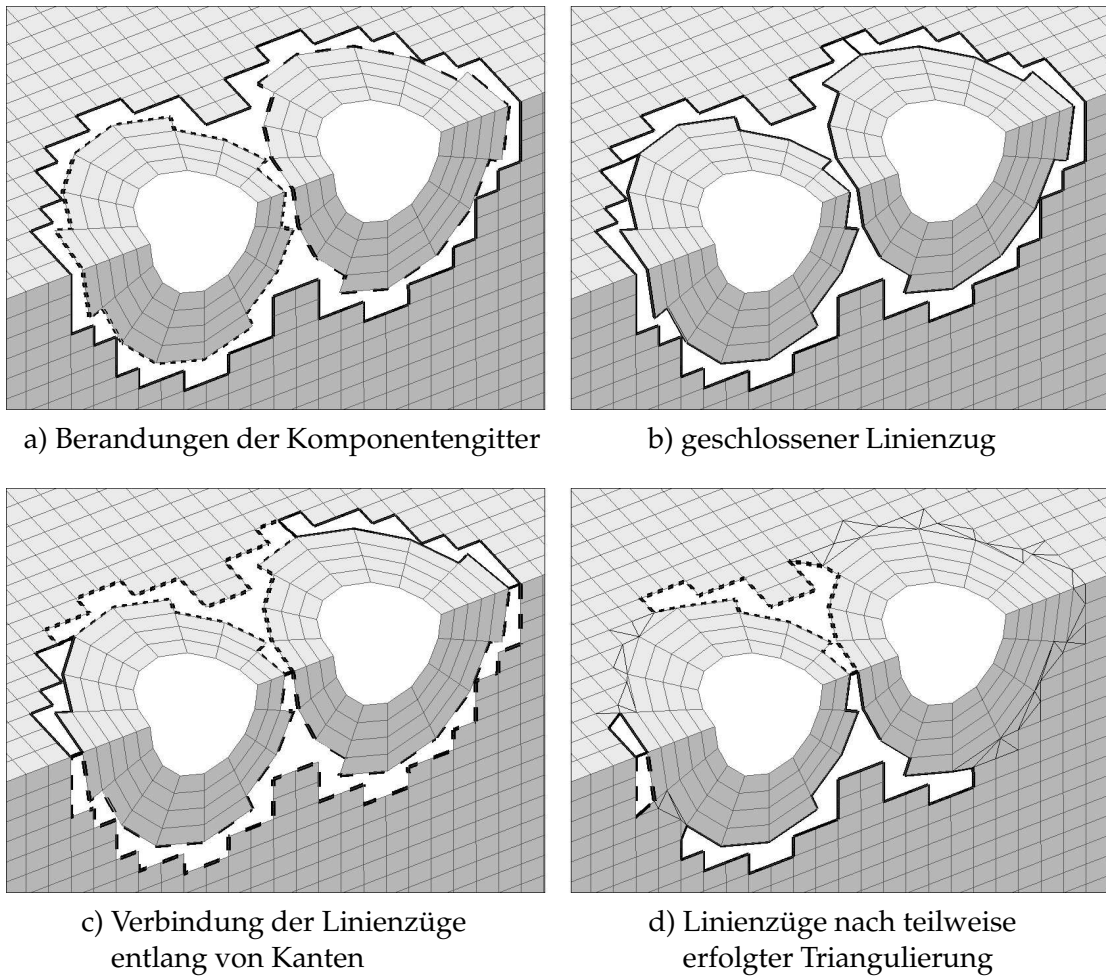 a) Berandungen der Komponentengitter
b) geschlossener Linienzug
c) Verbindung der Linienzüge
entlang von Kanten
d) Linienzüge nach teilweise
erfolgter Triangulierung